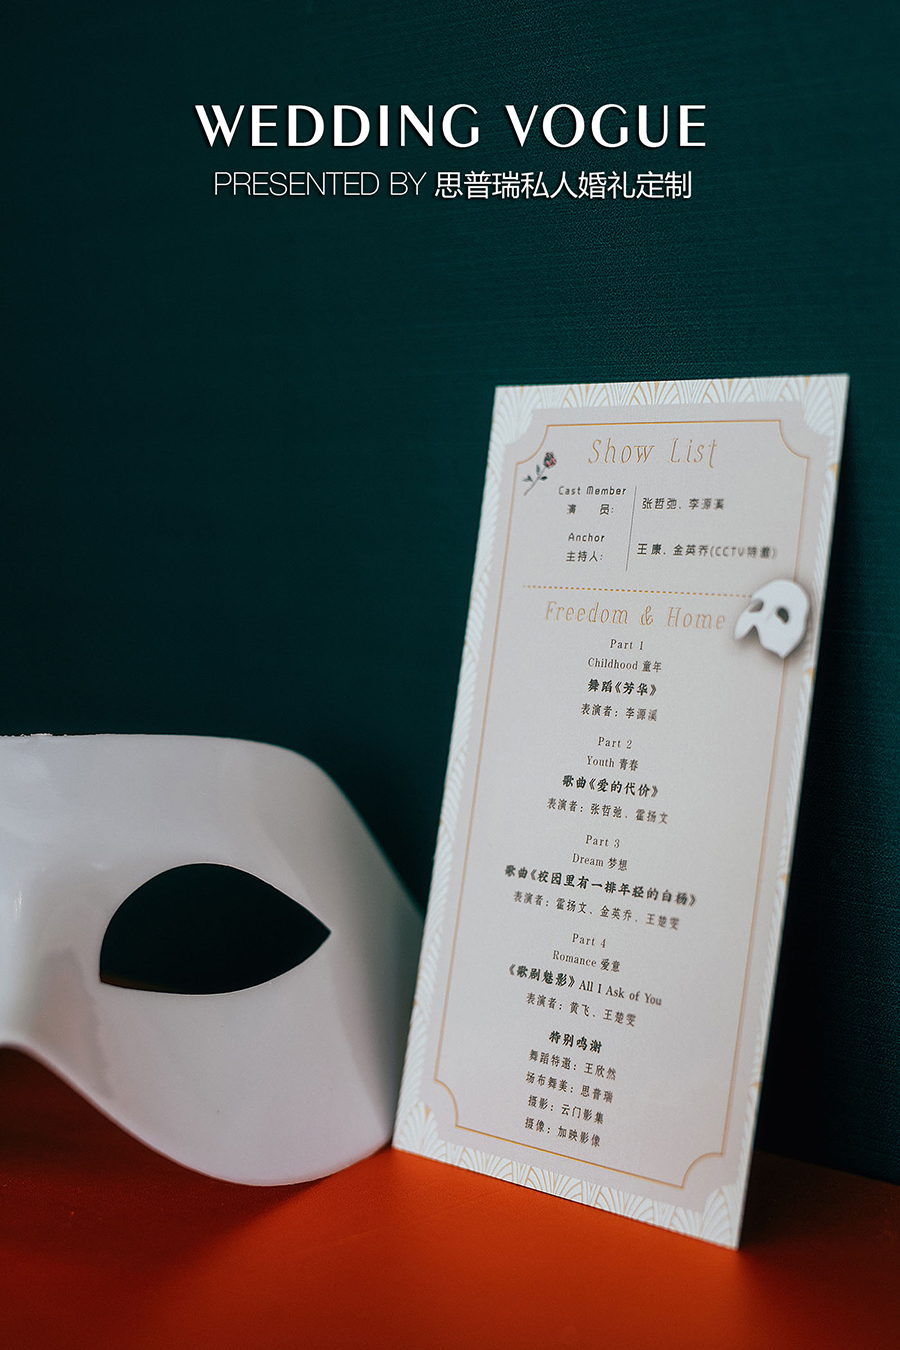 WEDDING VOGUE
PRESENTED BY 思普瑞私人婚礼定制
Show List
Cast Member
演 员:
张哲弛、李源溪
Anchor
主持人:
王康、金英乔(CCTV特邀)
Freedom & Home
Part 1
Childhood 童年
舞蹈《芳华》
表演者：李源溪
Part 2
Youth 青春
歌曲《爱的代价》
表演者：张哲弛、霍扬文
Part 3
Dream 梦想
歌曲《校园里有一排年轻的白杨》
表演者：霍扬文、金英乔、王楚雯
Part 4
Romance 爱意
《歌剧魅影》All I Ask of You
表演者：黄飞、王楚雯
特别鸣谢
舞蹈特邀：王欣然
场布舞美：思普瑞
摄影：云门影集
摄像：加映影像